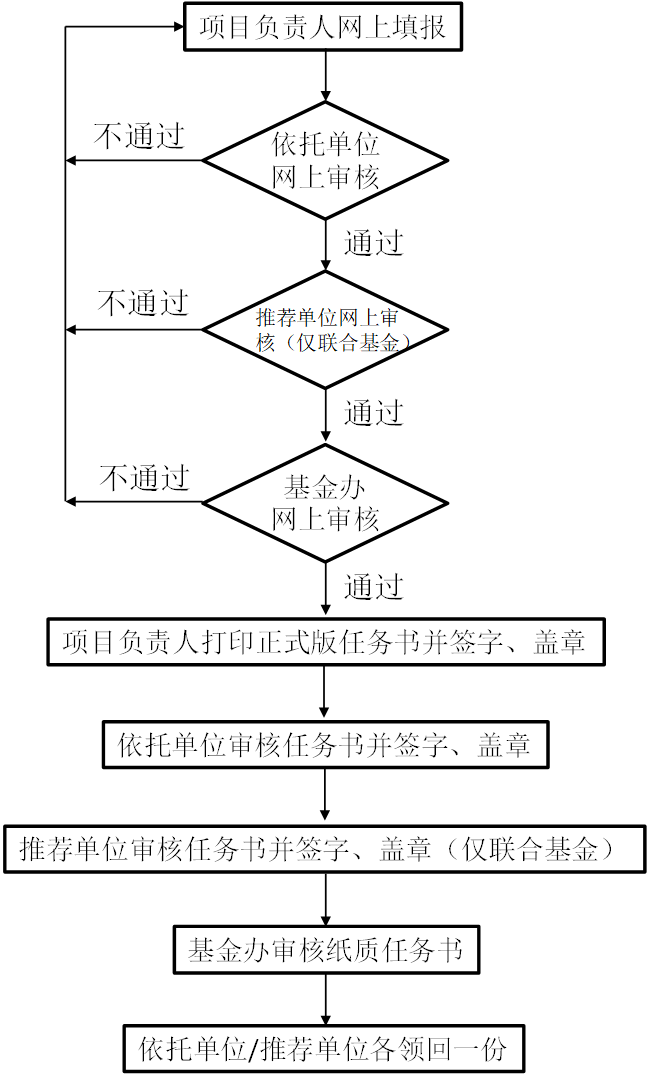 项目负责人网上填报
不通过
依托单位
网上审核
通过
不通过
推荐单位网上审
核（仅联合基金）
通过
不通过
基金办
网上审核
通过
项目负责人打印正式版任务书并签字、盖章
依托单位审核任务书并签字、盖章
推荐单位审核任务书并签字、盖章（仅联合基金）
基金办审核纸质任务书
依托单位/推荐单位各领回一份